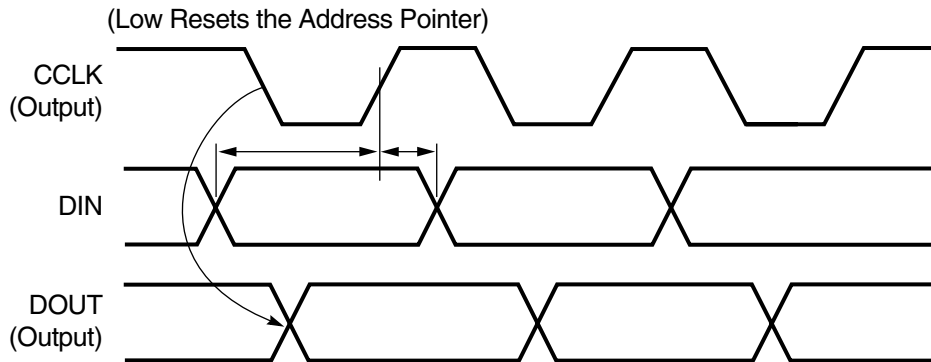 (Low Resets the Address Pointer)
CCLK
(Output)
DIN
DOUT
(Output)